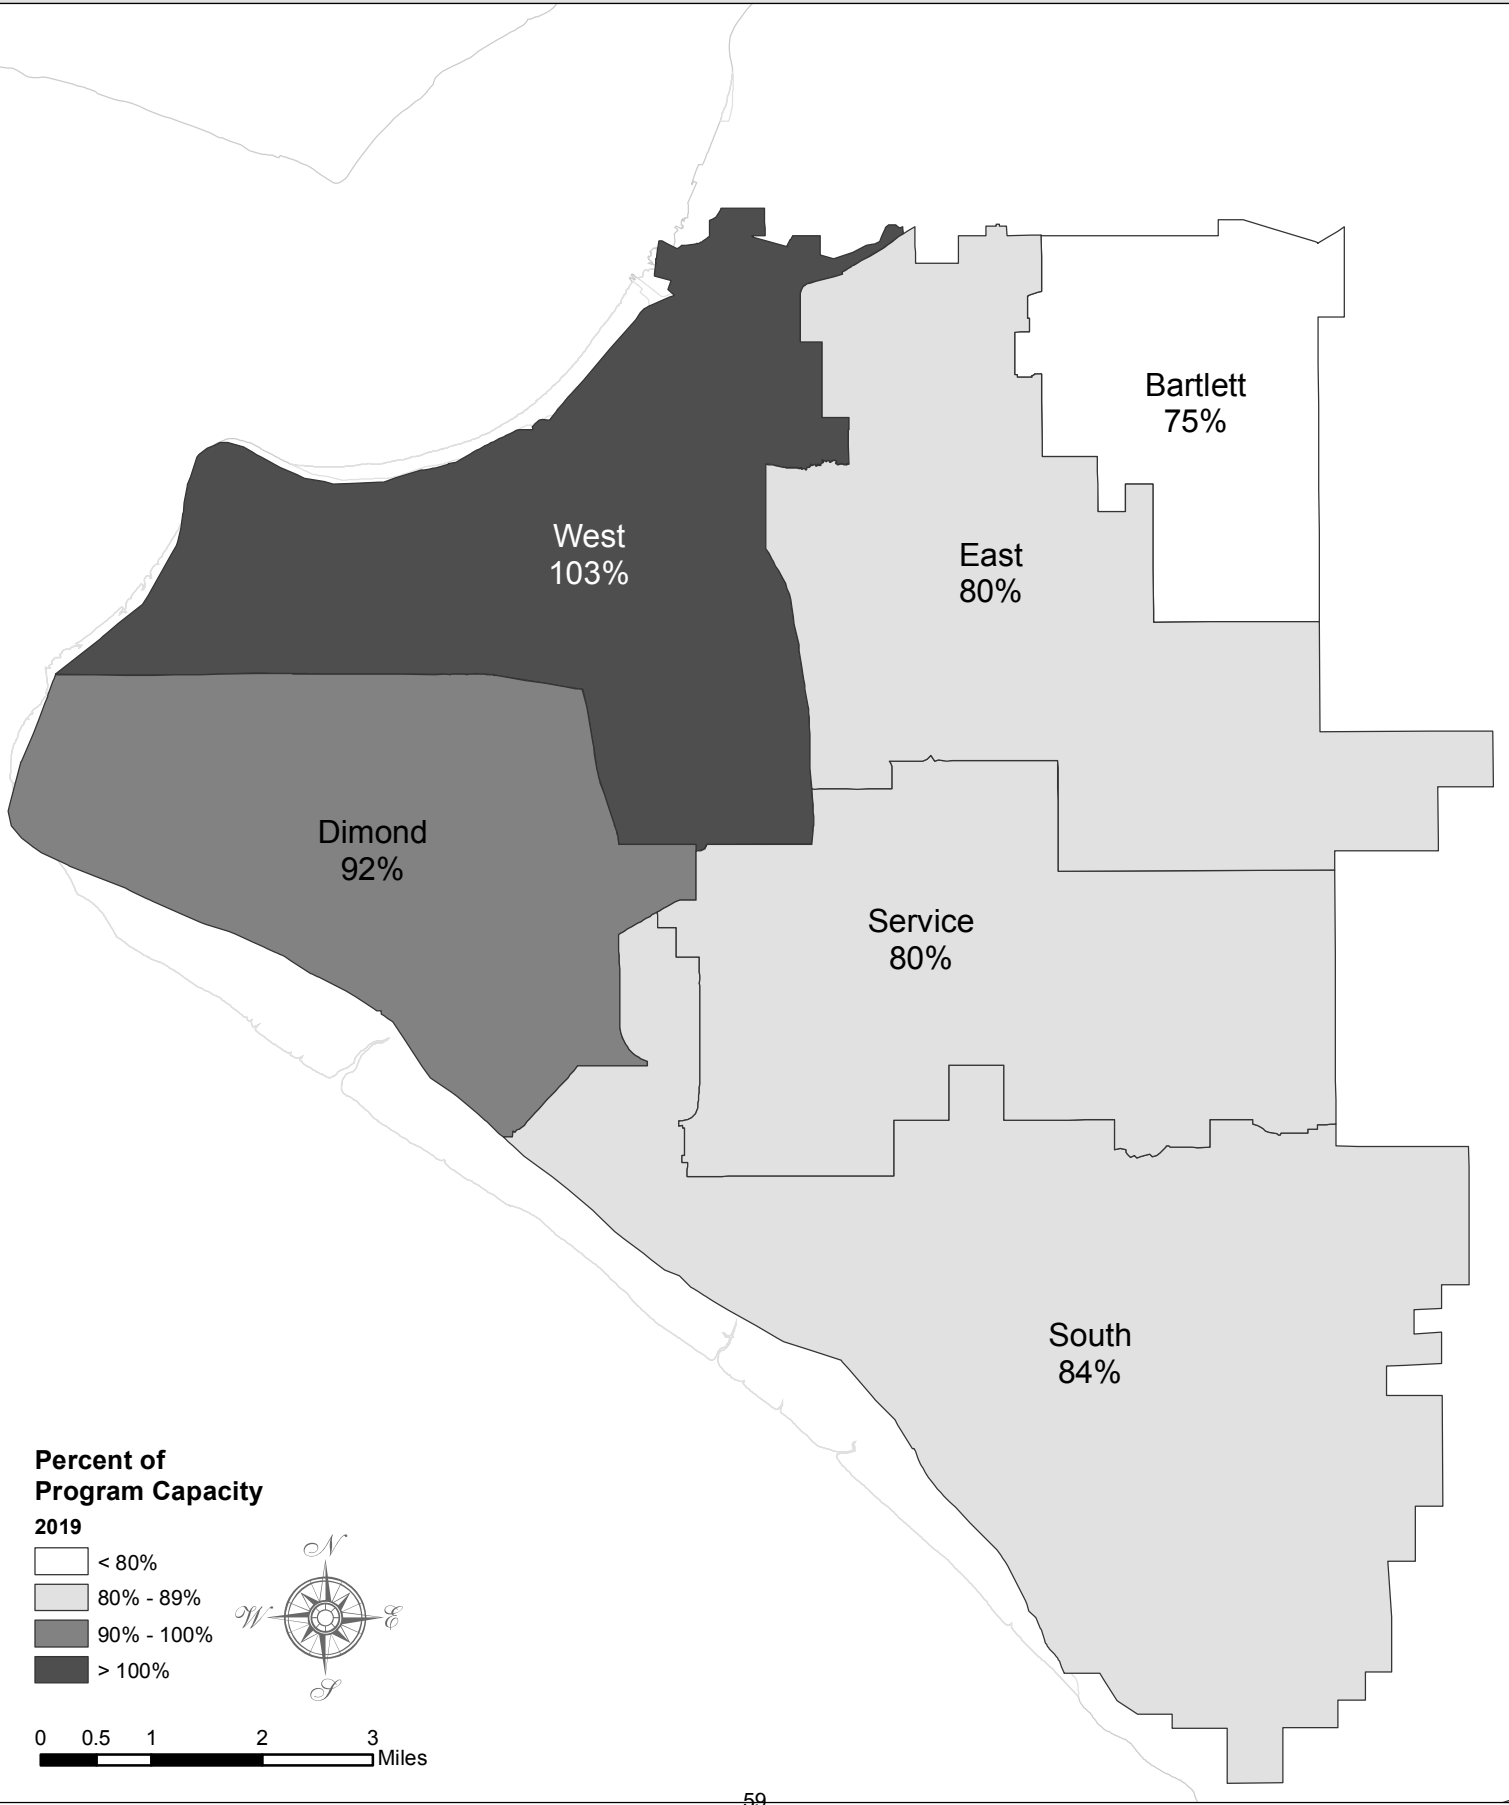 Bartlett
75%
West
103%
East
80%
Dimond
92%
Service
80%
South
84%
Percent of
Program Capacity
2019
< 80%
80% - 89%
90% - 100%
> 100%
N
W
E
S
0 0.5 1 2 3
Miles
59